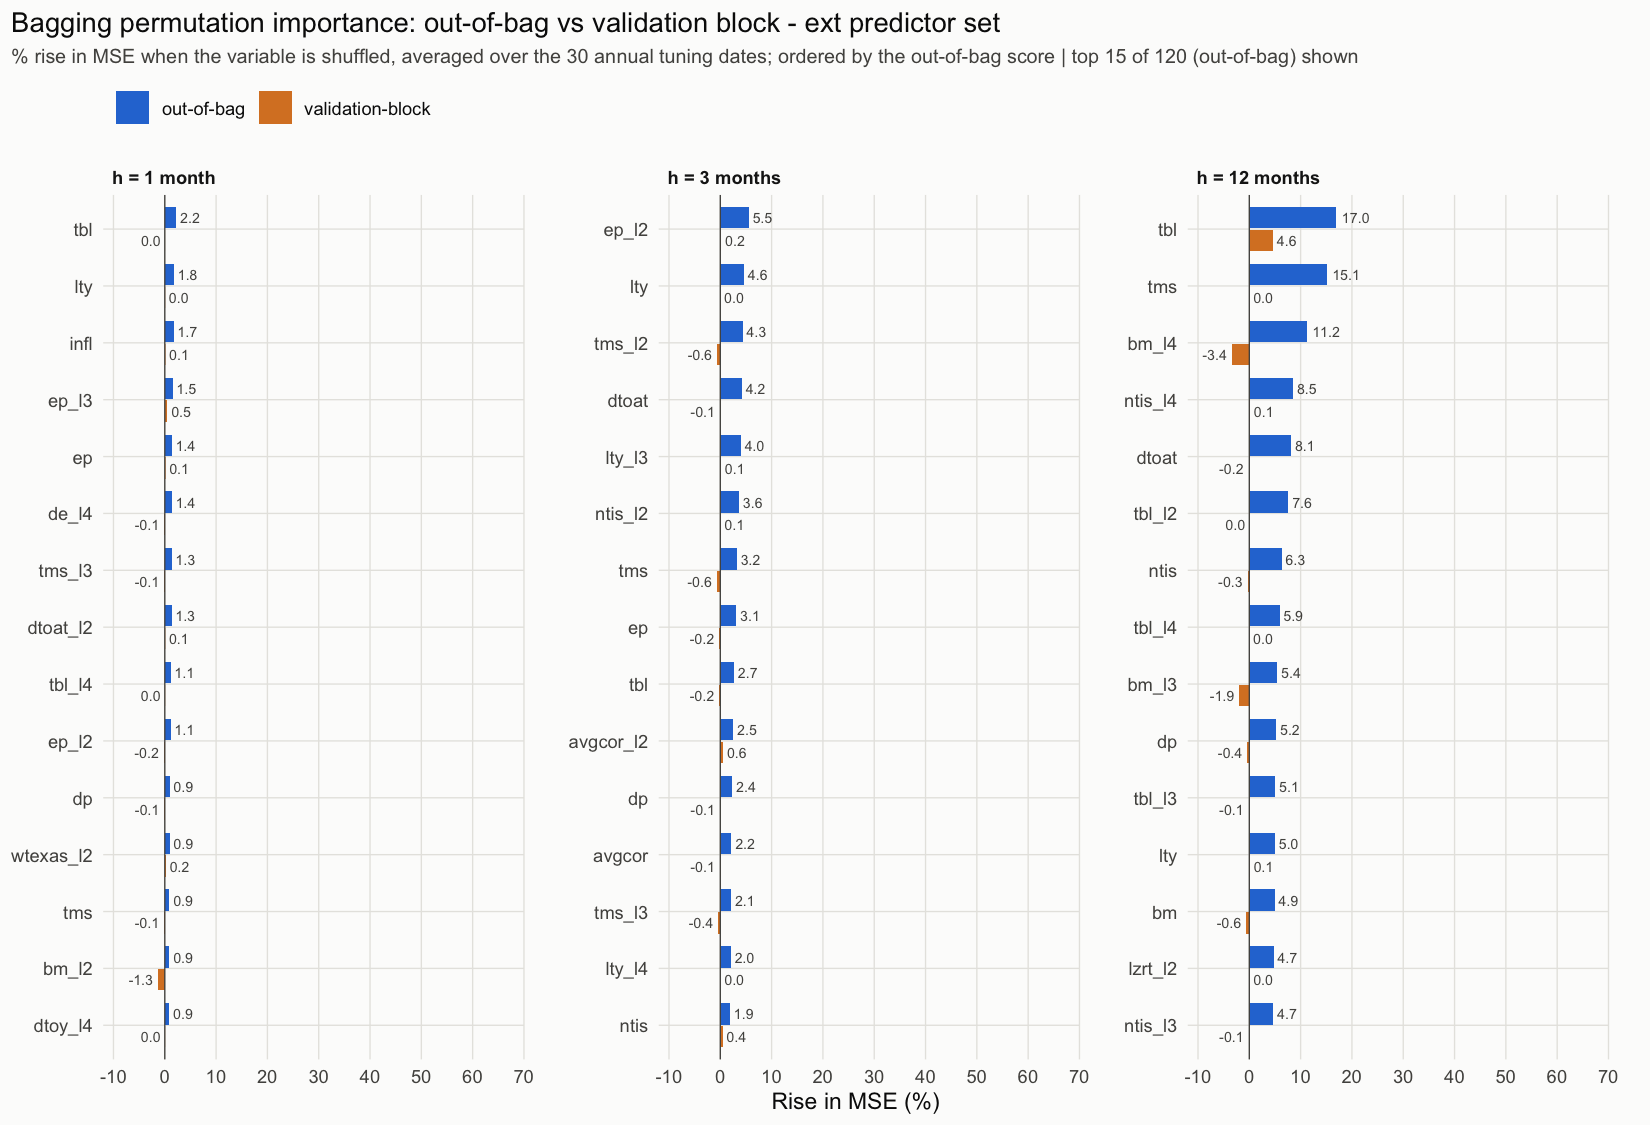 Bagging permutation importance: out-of-bag vs validation block - ext predictor set
% rise in MSE when the variable is shuffled, averaged over the 30 annual tuning dates; ordered by the out-of-bag score | top 15 of 120 (out-of-bag) shown
out-of-bag validation-block
h = 1 month
tbl 2.2
0.0
lty 1.8
0.0
infl 1.7
0.1
ep_l3 1.5
0.5
ep 1.4
0.1
de_l4 1.4
-0.1
tms_l3 1.3
-0.1
dtoat_l2 1.3
0.1
tbl_l4 1.1
0.0
ep_l2 1.1
-0.2
dp 0.9
-0.1
wtexas_l2 0.9
0.2
tms 0.9
-0.1
bm_l2 0.9
-1.3
dtoy_l4 0.9
0.0
-10 0 10 20 30 40 50 60 70
h = 3 months
ep_l2 5.5
0.2
lty 4.6
0.0
tms_l2 4.3
-0.6
dtoat 4.2
-0.1
lty_l3 4.0
0.1
ntis_l2 3.6
0.1
tms 3.2
-0.6
ep 3.1
-0.2
tbl 2.7
-0.2
avgcor_l2 2.5
0.6
dp 2.4
-0.1
avgcor 2.2
-0.1
tms_l3 2.1
-0.4
lty_l4 2.0
0.0
ntis 1.9
0.4
-10 0 10 20 30 40 50 60 70
h = 12 months
tbl 17.0
4.6
tms 15.1
0.0
bm_l4 11.2
-3.4
ntis_l4 8.5
0.1
dtoat 8.1
-0.2
tbl_l2 7.6
0.0
ntis 6.3
-0.3
tbl_l4 5.9
0.0
bm_l3 5.4
-1.9
dp 5.2
-0.4
tbl_l3 5.1
-0.1
lty 5.0
0.1
bm 4.9
-0.6
lzrt_l2 4.7
0.0
ntis_l3 4.7
-0.1
-10 0 10 20 30 40 50 60 70
Rise in MSE (%)